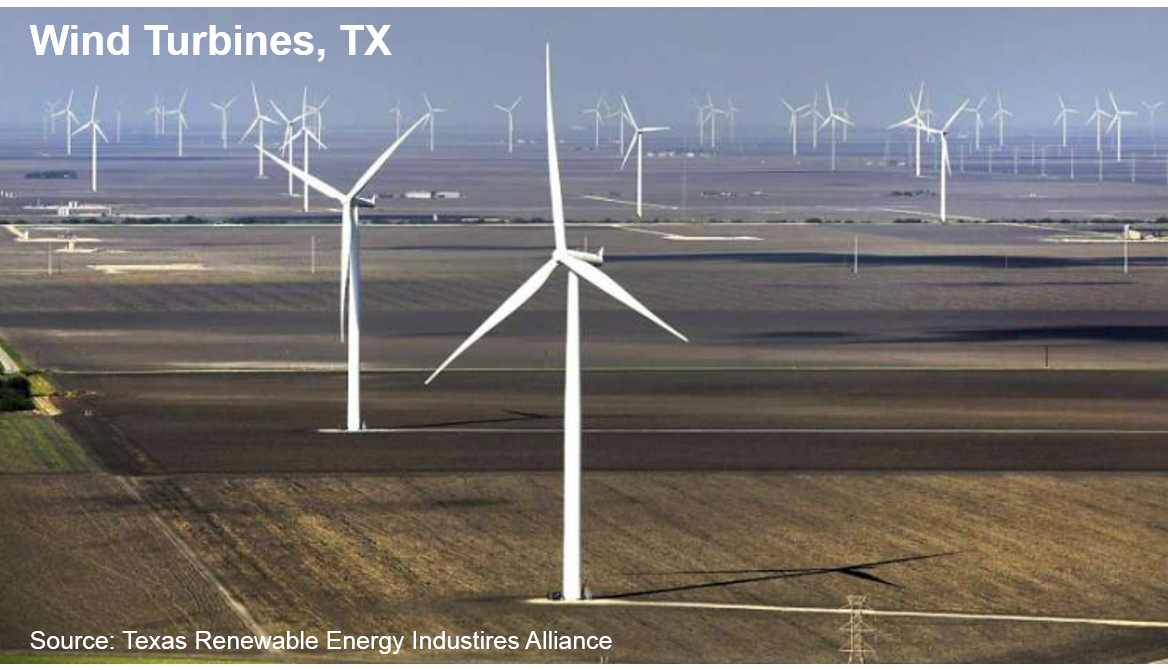 Wind Turbines, TX
Source: Texas Renewable Energy Industires Alliance